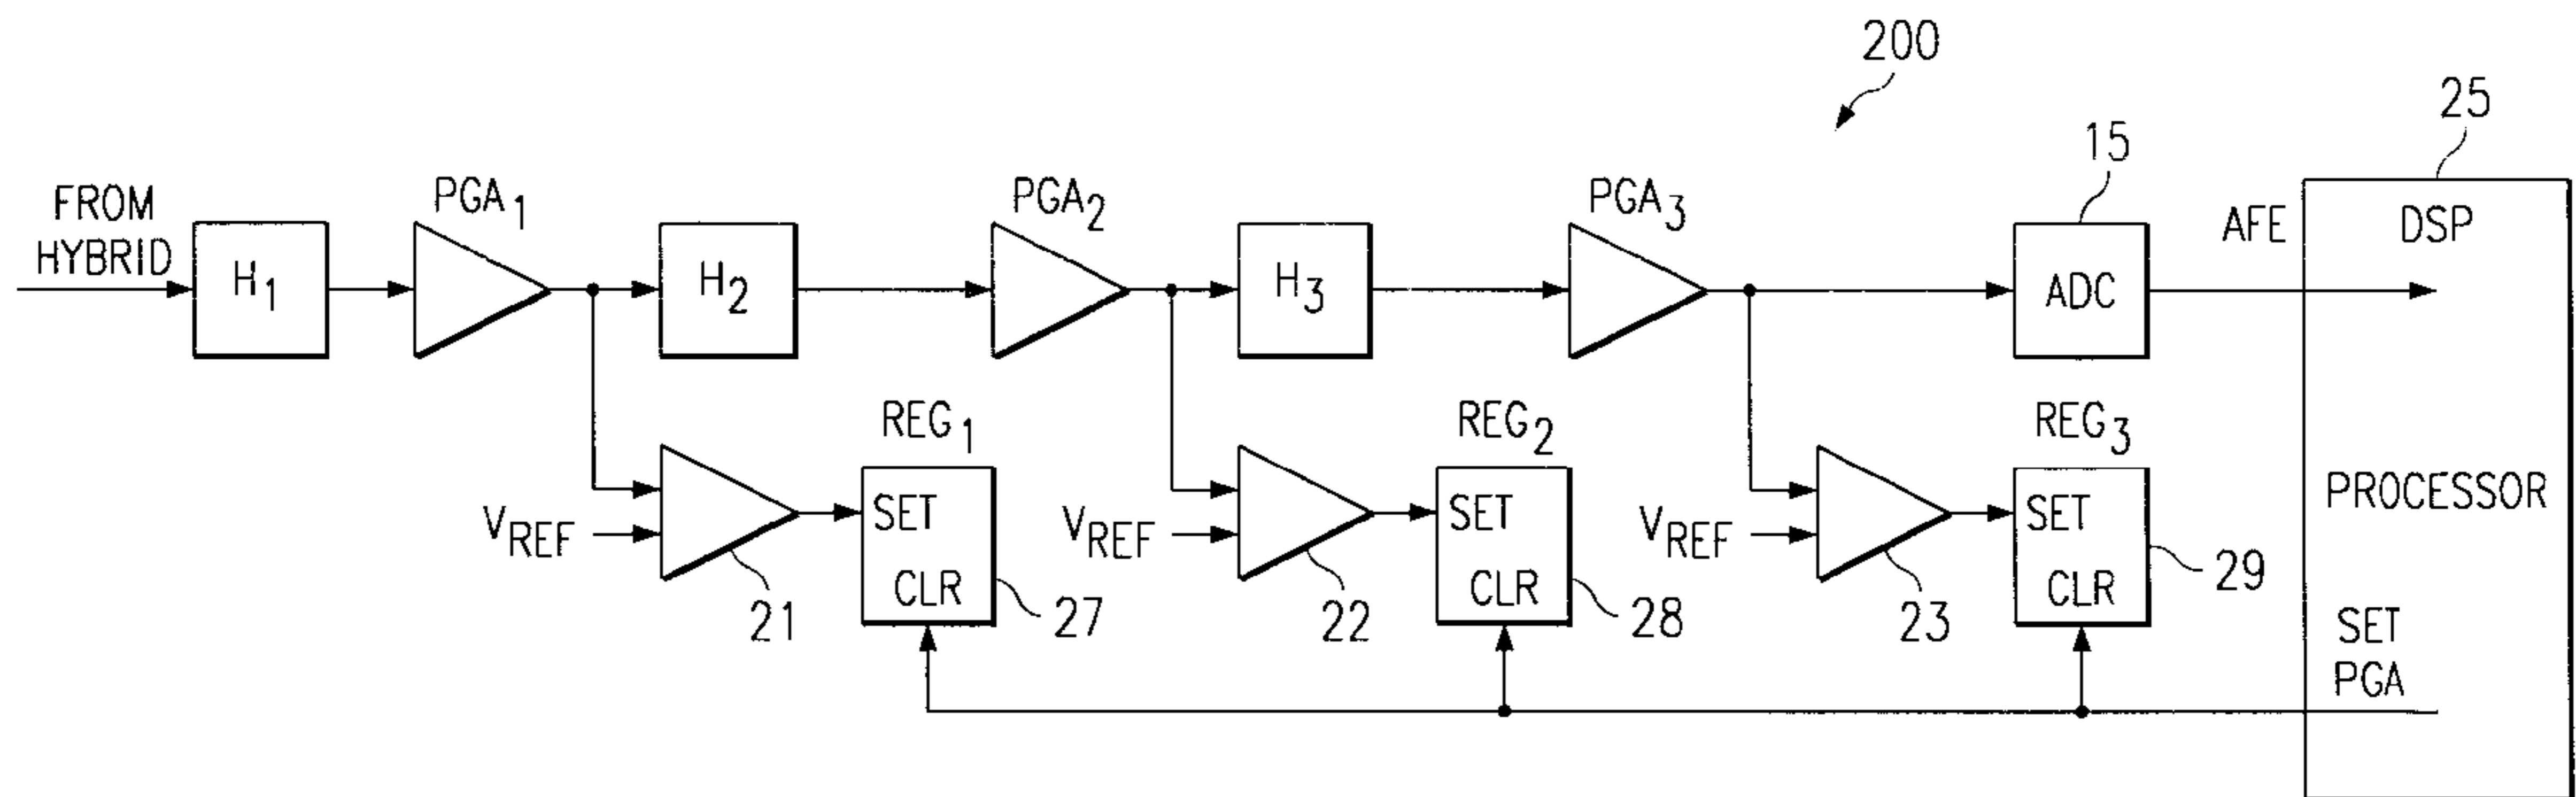 200
25
15
FROM
HYBRID
PGA1
PGA2
PGA3
AFE
DSP
H1
H2
H3
ADC
REG1
REG2
REG3
VREF
SET
CLR
VREF
SET
CLR
VREF
SET
CLR
PROCESSOR
21
27
22
28
23
29
SET
PGA